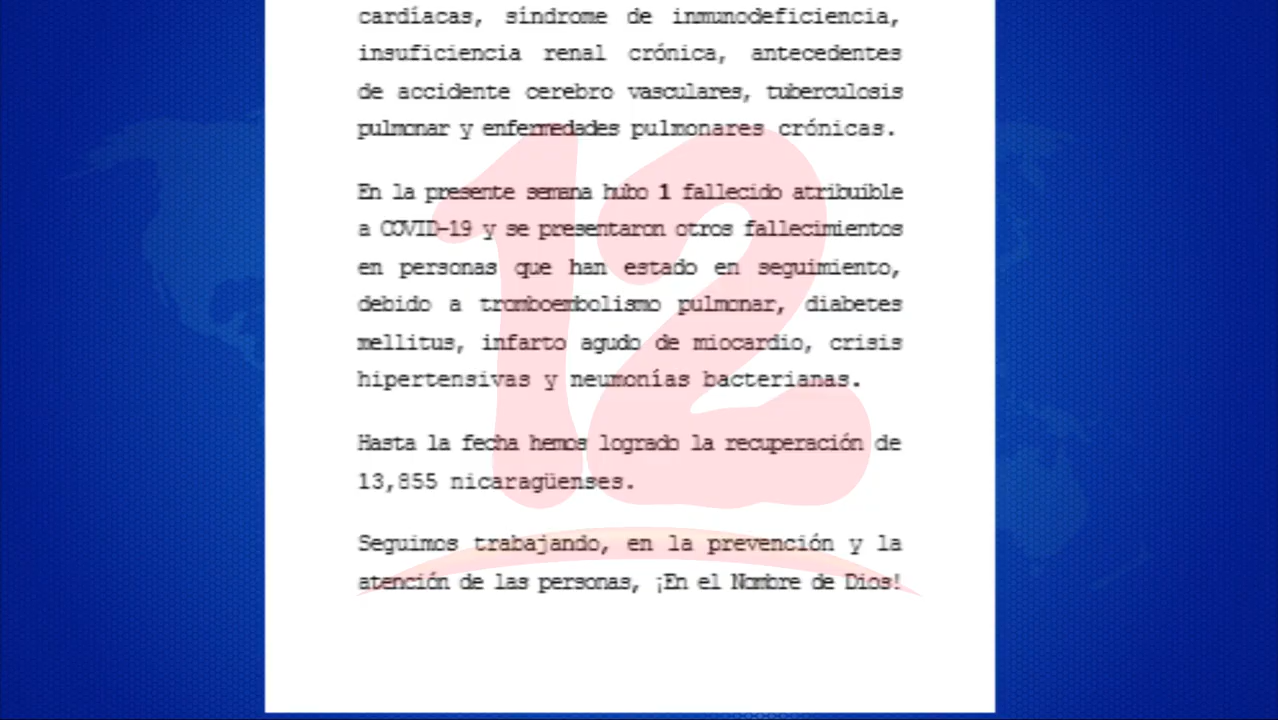 cardíacas, síndrome de inmunodeficiencia,
insuficiencia renal crónica, antecedentes
de accidente cerebro vasculares, tuberculosis
pulmonar y enfermedades pulmonares crónicas.
En la presente semana hubo 1 fallecido atribuible
a COVID-19 y se presentaron otros fallecimientos
en personas que han estado en seguimiento,
debido a tromboembolismo pulmonar, diabetes
mellitus, infarto agudo de miocardio, crisis
hipertensivas y neumonías bacterianas.
Hasta la fecha hemos logrado la recuperación de
13,855 nicaragüenses.
Seguimos trabajando, en la prevención y la
atención de las personas, ¡En el Nombre de Dios!
12